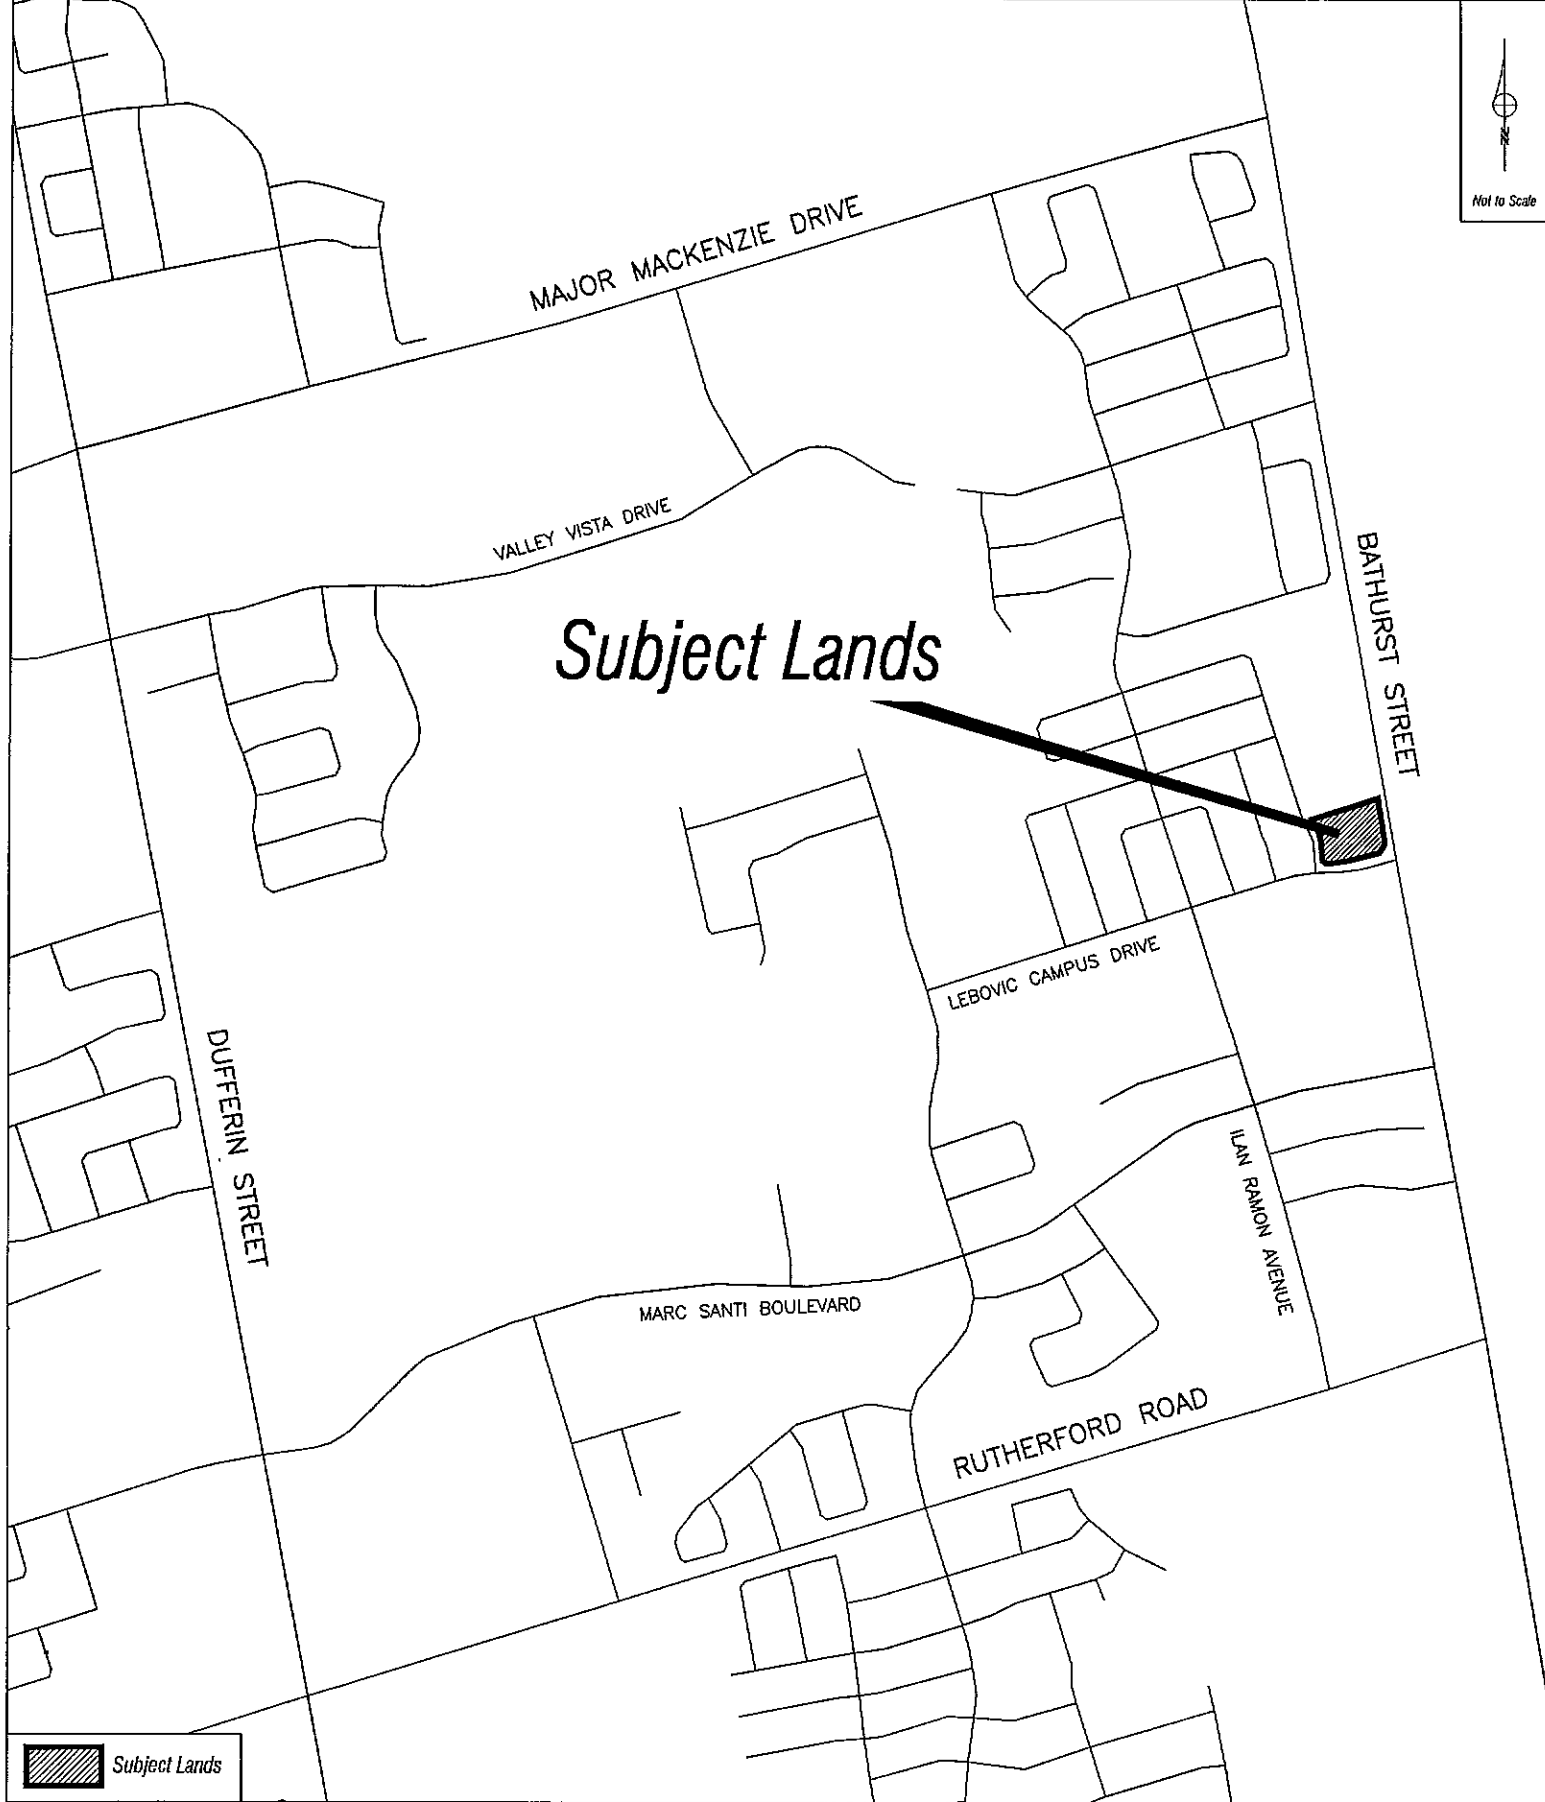 N
Not to Scale
MAJOR MACKENZIE DRIVE
VALLEY VISTA DRIVE
BATHURST STREET
Subject Lands
LEBOVIC CAMPUS DRIVE
DUFFERIN STREET
ILAN RAMON AVENUE
MARC SANTI BOULEVARD
RUTHERFORD ROAD
Subject Lands